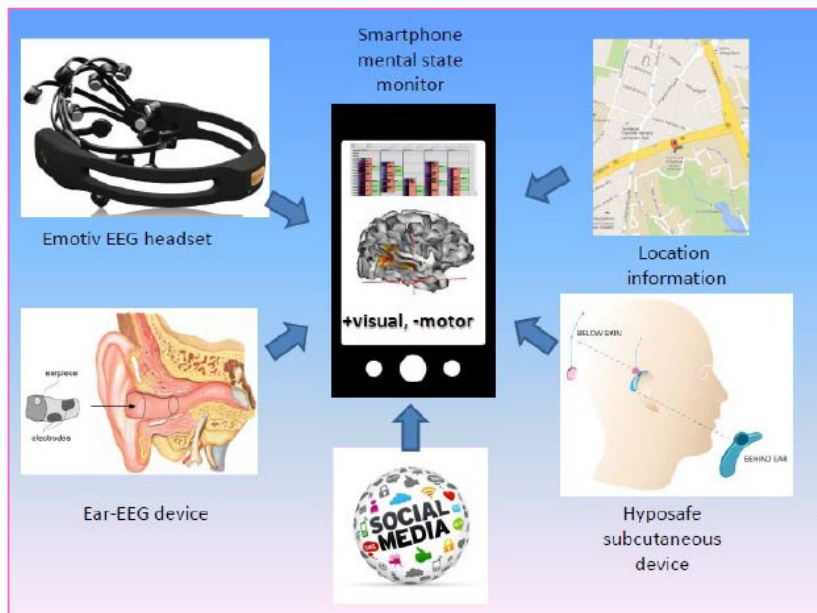 Smartphone
mental state
monitor
Emotiv EEG headset
Location
information
+visual, -motor
BELOW SKIN
BEHIND EAR
earpiece
electrodes
Ear-EEG device
SOCIAL
MEDIA
Hyposafe
subcutaneous
device